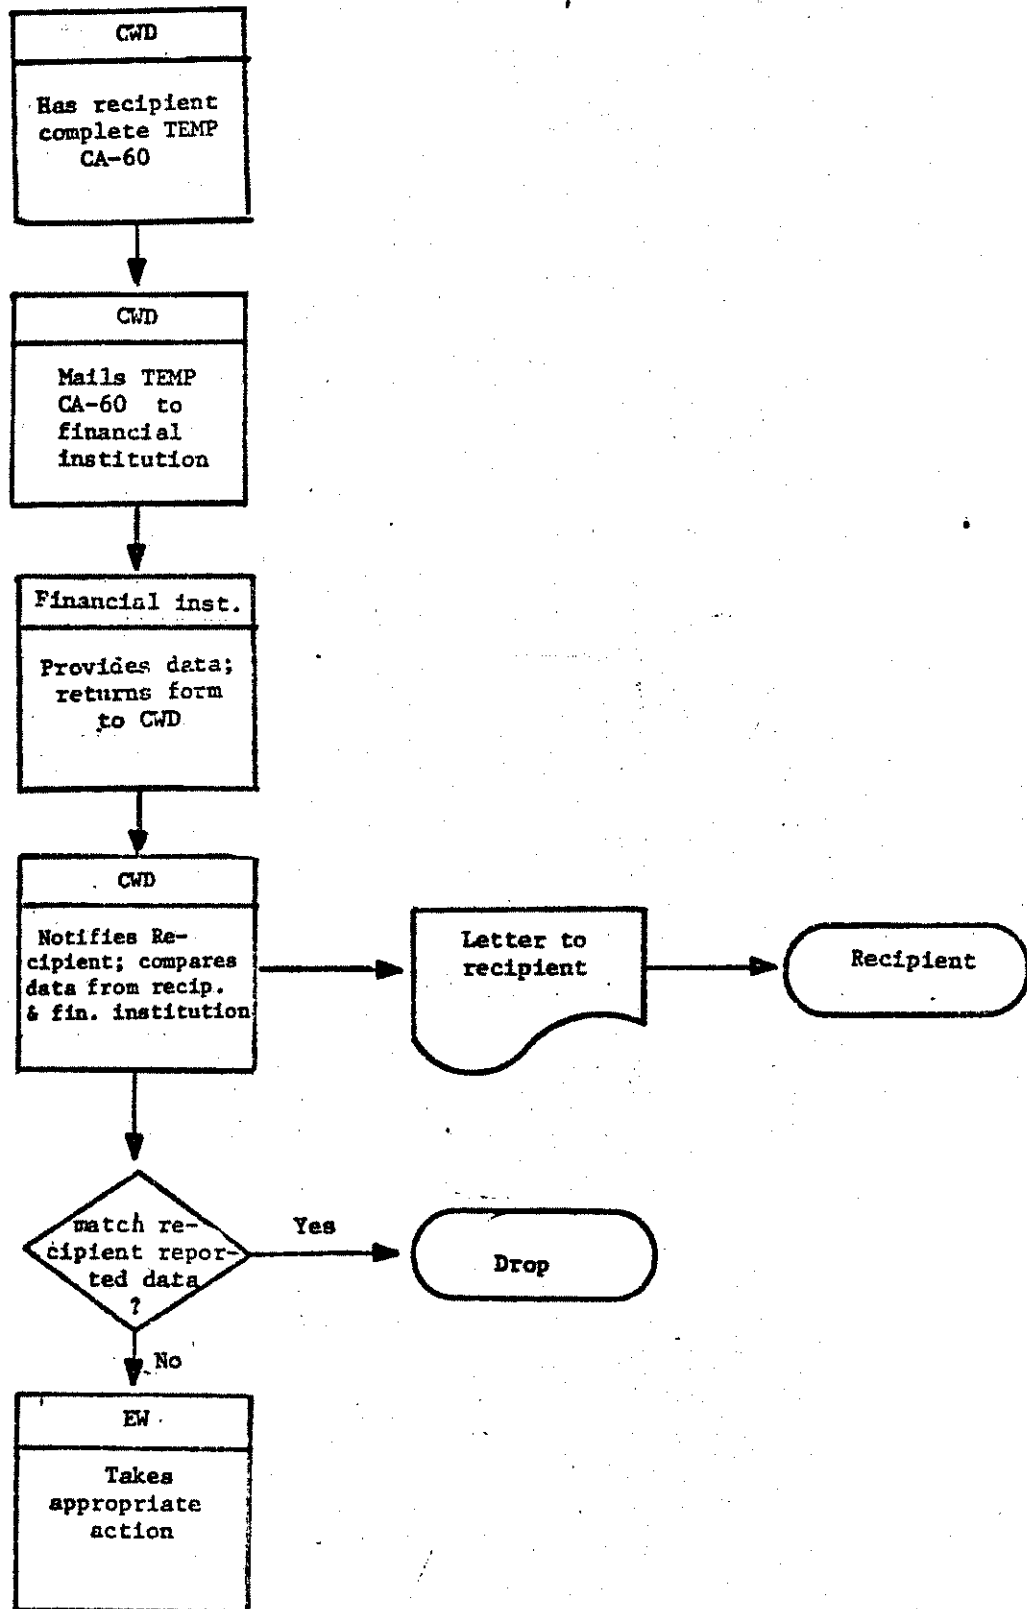 CWD
Has recipient
complete TEMP
CA-60
CWD
Mails TEMP
CA-60 to
financial
institution
Financial inst.
Provides data;
returns form
to CWD
CWD
Notifies Re-
cipient; compares
data from recip.
& fin. institution
Letter to
recipient
Recipient
match re-
cipient repor-
ted data
?
Yes
Drop
No
EW
Takes
appropriate
action